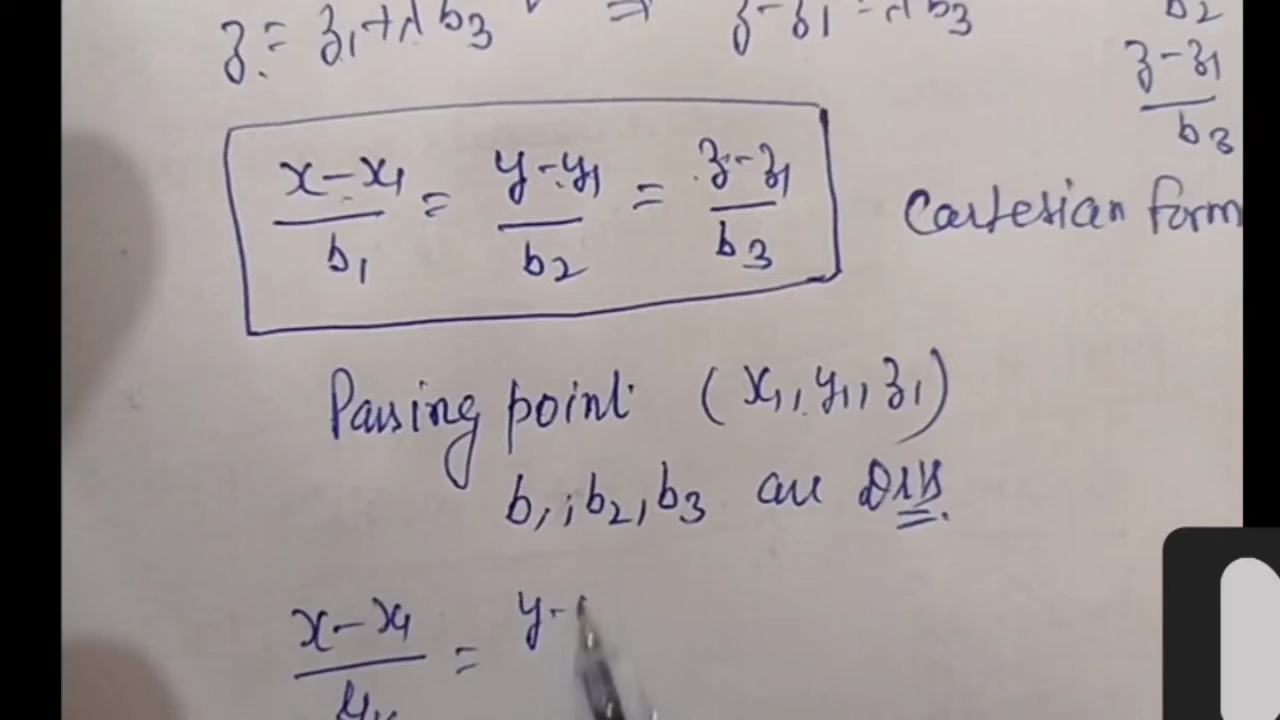 z = z₁ + λb₃ ⇒ z - z₁ = λb₃
b₂
z - z₁ / b₃
x - x₁ / b₁ = y - y₁ / b₂ = z - z₁ / b₃
Cartesian form
Passing point (x₁, y₁, z₁)
b₁, b₂, b₃ are
x - x₁ = y -